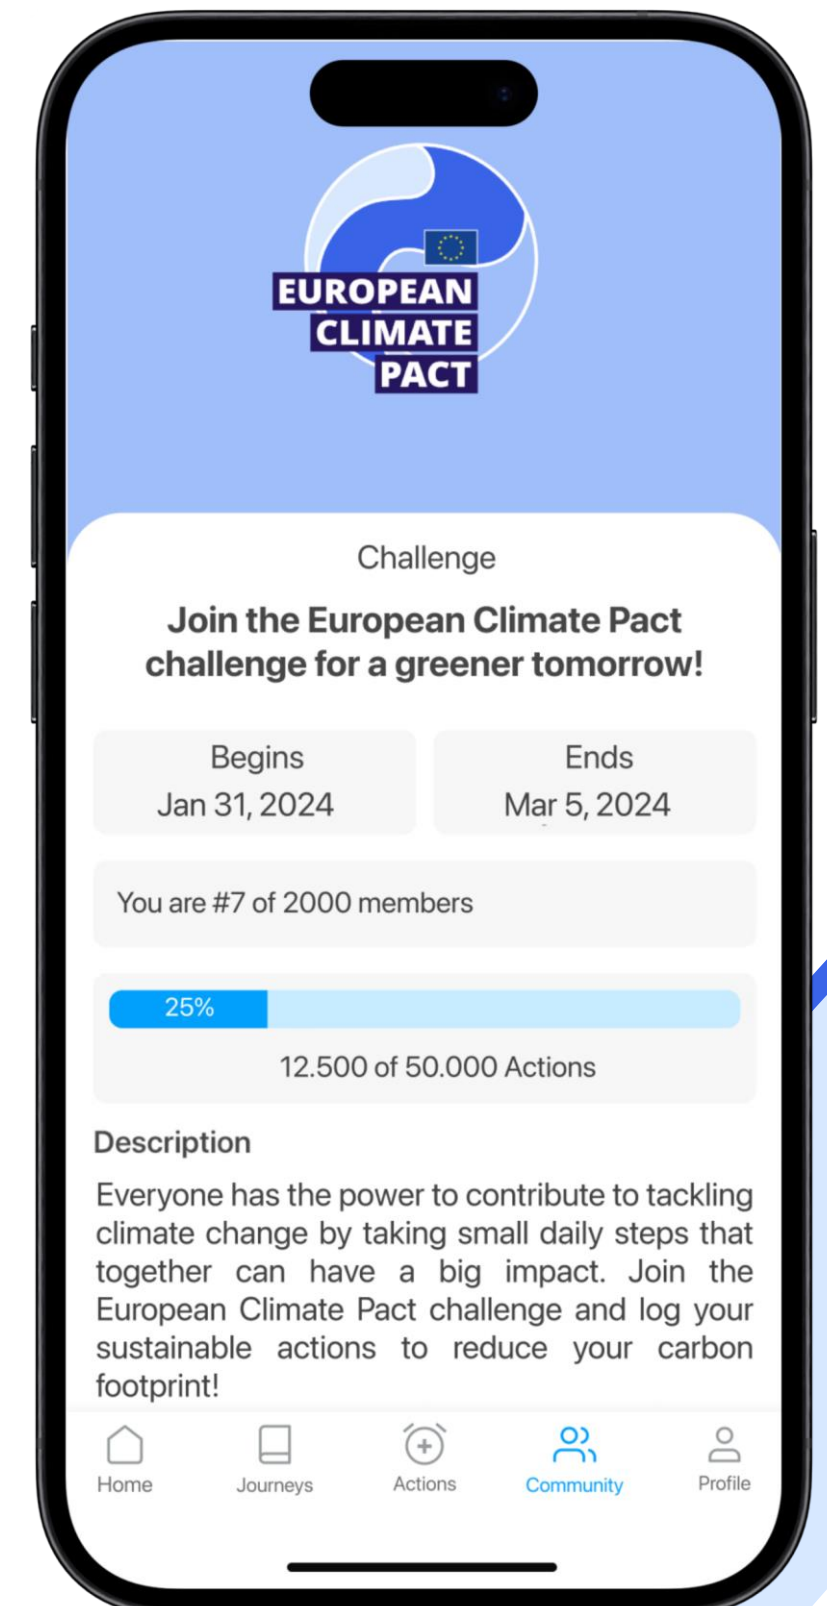 EUROPEAN
CLIMATE
PACT
Challenge
Join the European Climate Pact
challenge for a greener tomorrow!
Begins
Jan 31, 2024
Ends
Mar 5, 2024
You are #7 of 2000 members
25%
12.500 of 50.000 Actions
Description
Everyone has the power to contribute to tackling
climate change by taking small daily steps that
together can have a big impact. Join the
European Climate Pact challenge and log your
sustainable actions to reduce your carbon
footprint!
Home
Journeys
Actions
Community
Profile